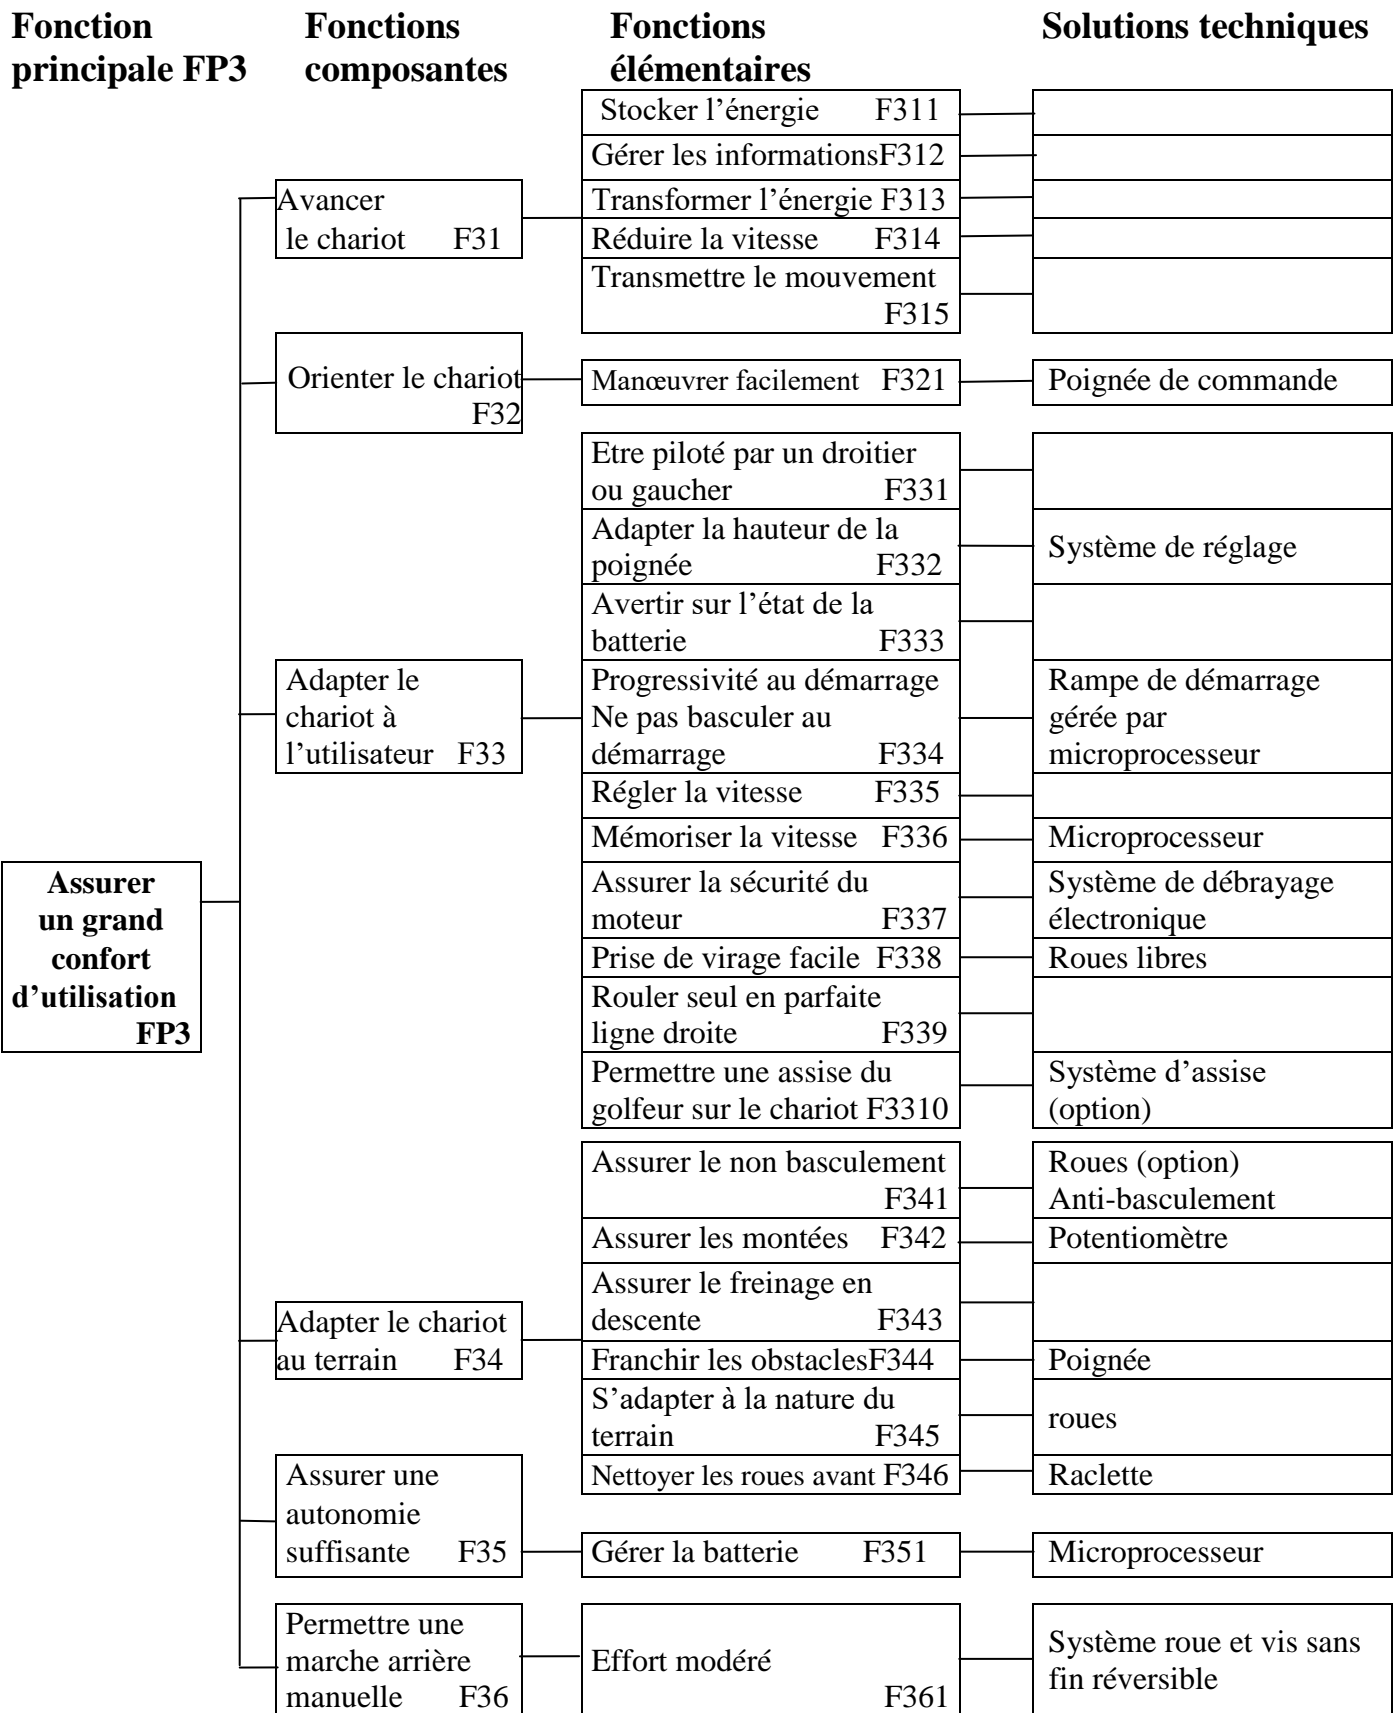 Fonction
principale FP3
Fonctions
composantes
Fonctions
élémentaires
Solutions techniques
Stocker l’énergie F311
Gérer les informationsF312
Avancer
le chariot F31
Transformer l’énergie F313
Réduire la vitesse F314
Transmettre le mouvement
F315
Orienter le chariot
F32
Manœuvrer facilement F321
Poignée de commande
Etre piloté par un droitier
ou gaucher F331
Adapter la hauteur de la
poignée F332
Système de réglage
Avertir sur l’état de la
batterie F333
Adapter le
chariot à
l’utilisateur F33
Progressivité au démarrage
Ne pas basculer au
démarrage F334
Rampe de démarrage
gérée par
microprocesseur
Régler la vitesse F335
Mémoriser la vitesse F336
Microprocesseur
Assurer
un grand
confort
d’utilisation
FP3
Assurer la sécurité du
moteur F337
Système de débrayage
électronique
Prise de virage facile F338
Roues libres
Rouler seul en parfaite
ligne droite F339
Permettre une assise du
golfeur sur le chariot F3310
Système d’assise
(option)
Assurer le non basculement
F341
Roues (option)
Anti-basculement
Assurer les montées F342
Potentiomètre
Adapter le chariot
au terrain F34
Assurer le freinage en
descente F343
Franchir les obstaclesF344
Poignée
S’adapter à la nature du
terrain F345
roues
Nettoyer les roues avant F346
Raclette
Assurer une
autonomie
suffisante F35
Gérer la batterie F351
Microprocesseur
Permettre une
marche arrière
manuelle F36
Effort modéré
F361
Système roue et vis sans
fin réversible